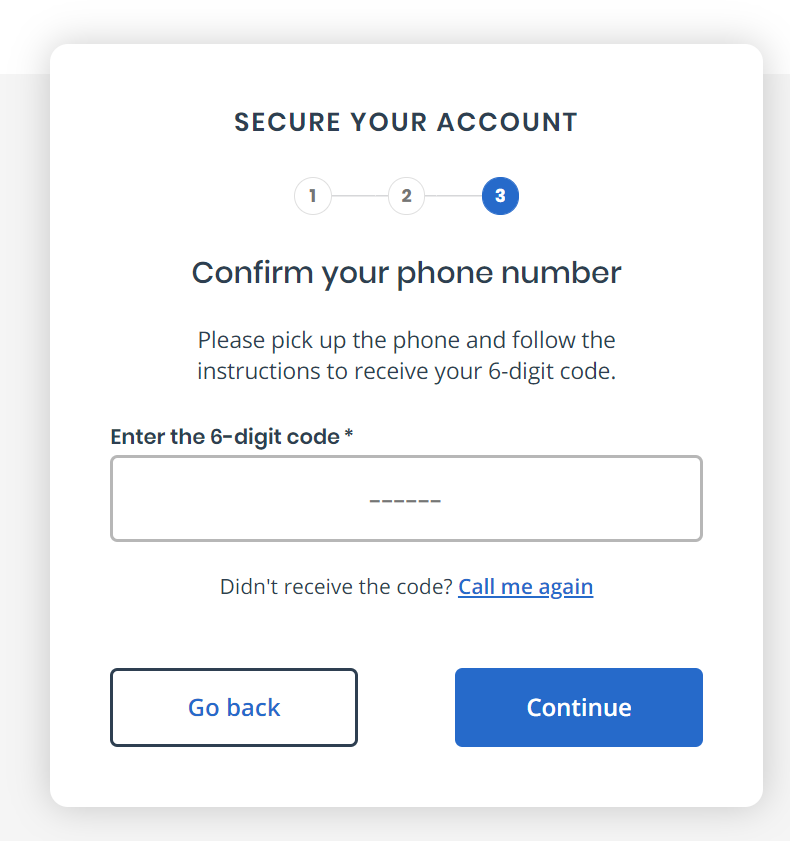 SECURE YOUR ACCOUNT
1 2 3
Confirm your phone number
Please pick up the phone and follow the
instructions to receive your 6-digit code.
Enter the 6-digit code *
------
Didn't receive the code? Call me again
Go back Continue